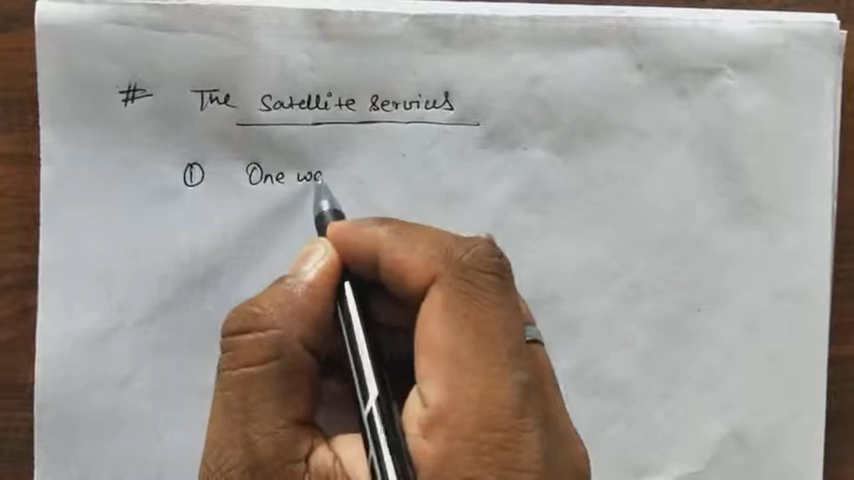 # The Satellite Services
① One wa